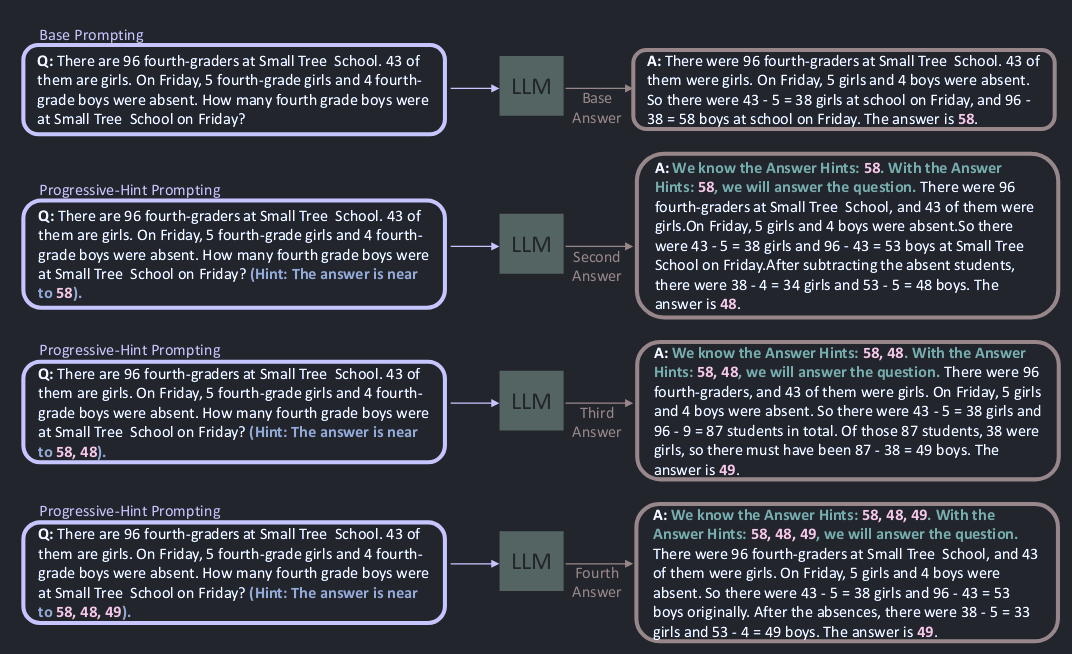 Base Prompting
Q: There are 96 fourth-graders at Small Tree School. 43 of
them are girls. On Friday, 5 fourth-grade girls and 4 fourth-
grade boys were absent. How many fourth grade boys were
at Small Tree School on Friday?
LLM
Base
Answer
A: There were 96 fourth-graders at Small Tree School. 43 of
them were girls. On Friday, 5 girls and 4 boys were absent.
So there were 43 - 5 = 38 girls at school on Friday, and 96 -
38 = 58 boys at school on Friday. The answer is 58.
Progressive-Hint Prompting
Q: There are 96 fourth-graders at Small Tree School. 43 of
them are girls. On Friday, 5 fourth-grade girls and 4 fourth-
grade boys were absent. How many fourth grade boys were
at Small Tree School on Friday? (Hint: The answer is near
to 58).
LLM
Second
Answer
A: We know the Answer Hints: 58. With the Answer
Hints: 58, we will answer the question. There were 96
fourth-graders at Small Tree School, and 43 of them were
girls.On Friday, 5 girls and 4 boys were absent.So there
were 43 - 5 = 38 girls and 96 - 43 = 53 boys at Small Tree
School on Friday.After subtracting the absent students,
there were 38 - 4 = 34 girls and 53 - 5 = 48 boys. The
answer is 48.
Progressive-Hint Prompting
Q: There are 96 fourth-graders at Small Tree School. 43 of
them are girls. On Friday, 5 fourth-grade girls and 4 fourth-
grade boys were absent. How many fourth grade boys were
at Small Tree School on Friday? (Hint: The answer is near
to 58, 48).
LLM
Third
Answer
A: We know the Answer Hints: 58, 48. With the Answer
Hints: 58, 48, we will answer the question. There were 96
fourth-graders, and 43 of them were girls. On Friday, 5 girls
and 4 boys were absent. So there were 43 - 5 = 38 girls and
96 - 9 = 87 students in total. Of those 87 students, 38 were
girls, so there must have been 87 - 38 = 49 boys. The
answer is 49.
Progressive-Hint Prompting
Q: There are 96 fourth-graders at Small Tree School. 43 of
them are girls. On Friday, 5 fourth-grade girls and 4 fourth-
grade boys were absent. How many fourth grade boys were
at Small Tree School on Friday? (Hint: The answer is near
to 58, 48, 49).
LLM
Fourth
Answer
A: We know the Answer Hints: 58, 48, 49. With the
Answer Hints: 58, 48, 49, we will answer the question.
There were 96 fourth-graders at Small Tree School, and 43
of them were girls. On Friday, 5 girls and 4 boys were
absent. So there were 43 - 5 = 38 girls and 96 - 43 = 53
boys originally. After the absences, there were 38 - 5 = 33
girls and 53 - 4 = 49 boys. The answer is 49.